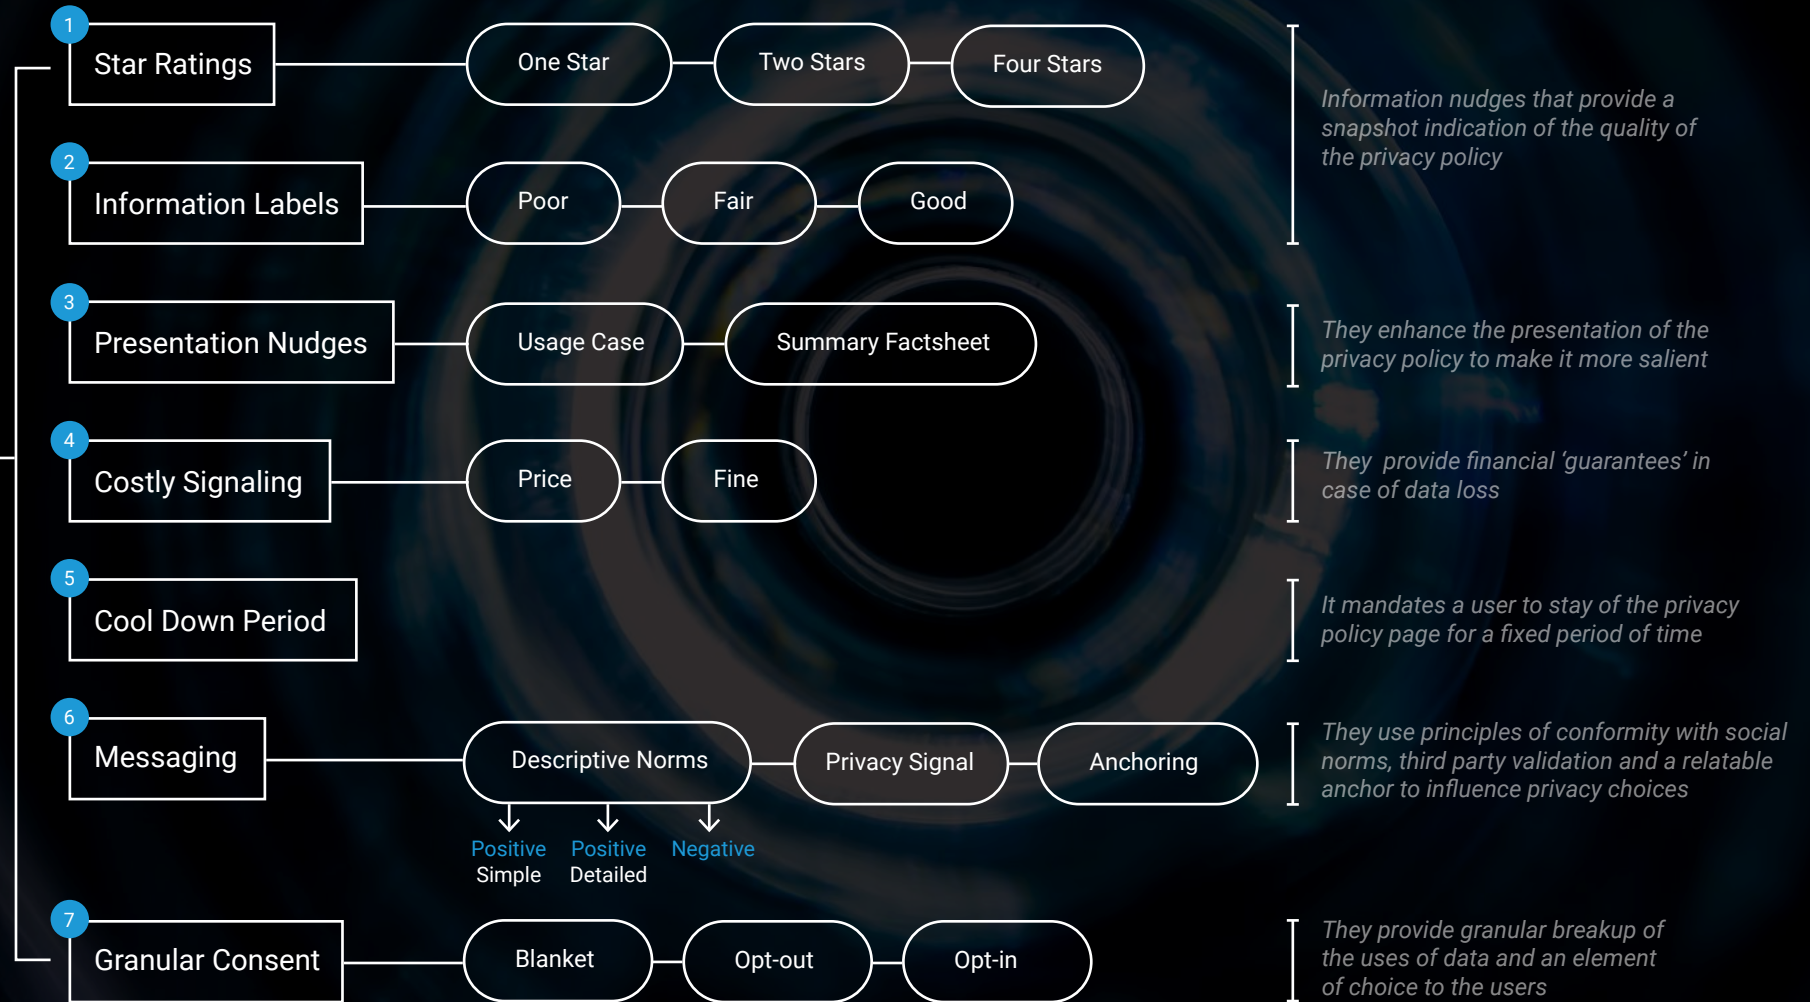 1
Star Ratings
One Star
Two Stars
Four Stars
Information nudges that provide a
snapshot indication of the quality of
the privacy policy
2
Information Labels
Poor
Fair
Good
3
Presentation Nudges
Usage Case
Summary Factsheet
They enhance the presentation of the
privacy policy to make it more salient
4
Costly Signaling
Price
Fine
They provide financial ‘guarantees’ in
case of data loss
5
Cool Down Period
It mandates a user to stay of the privacy
policy page for a fixed period of time
6
Messaging
Descriptive Norms
Positive
Simple
Positive
Detailed
Negative
Privacy Signal
Anchoring
They use principles of conformity with social
norms, third party validation and a relatable
anchor to influence privacy choices
7
Granular Consent
Blanket
Opt-out
Opt-in
They provide granular breakup of
the uses of data and an element
of choice to the users